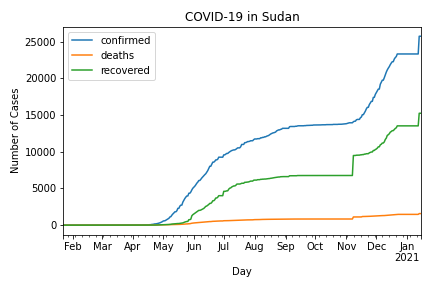 COVID-19 in Sudan
confirmed
deaths
recovered
Number of Cases
25000
20000
15000
10000
5000
0
Feb Mar Apr May Jun Jul Aug Sep Oct Nov Dec Jan
2021
Day